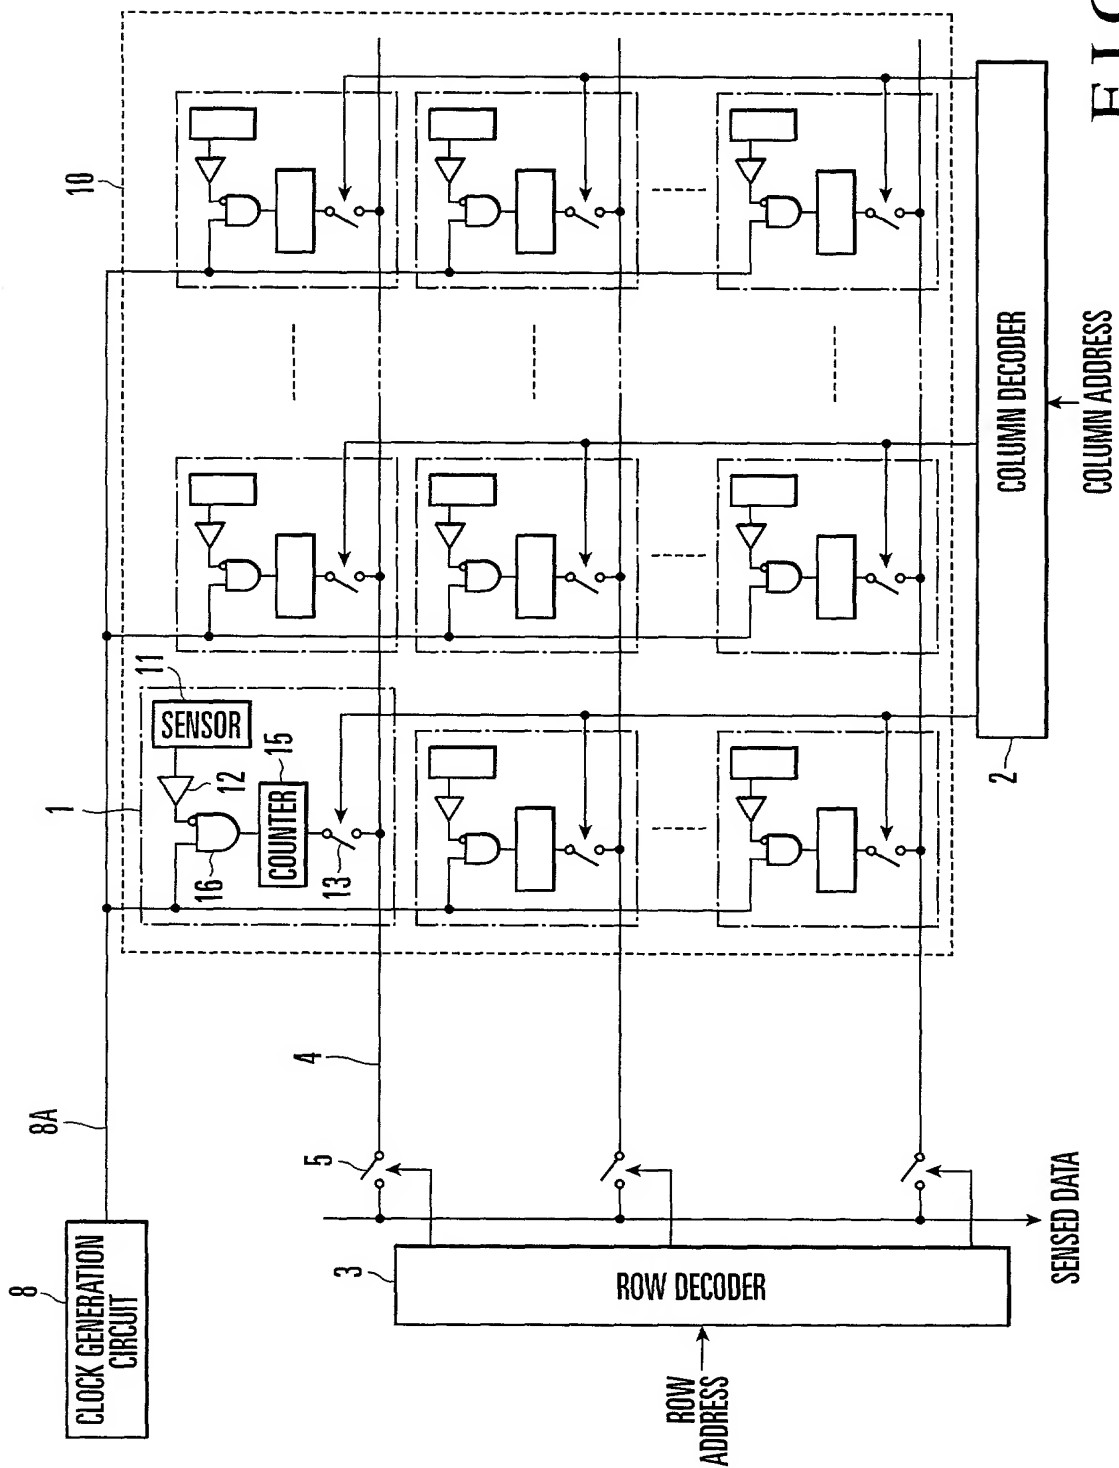 8
CLOCK GENERATION
CIRCUIT
8A
1
10
SENSOR
11
12
16
COUNTER
15
13
4
5
3
ROW DECODER
ROW
ADDRESS
SENSED DATA
2
COLUMN DECODER
COLUMN ADDRESS